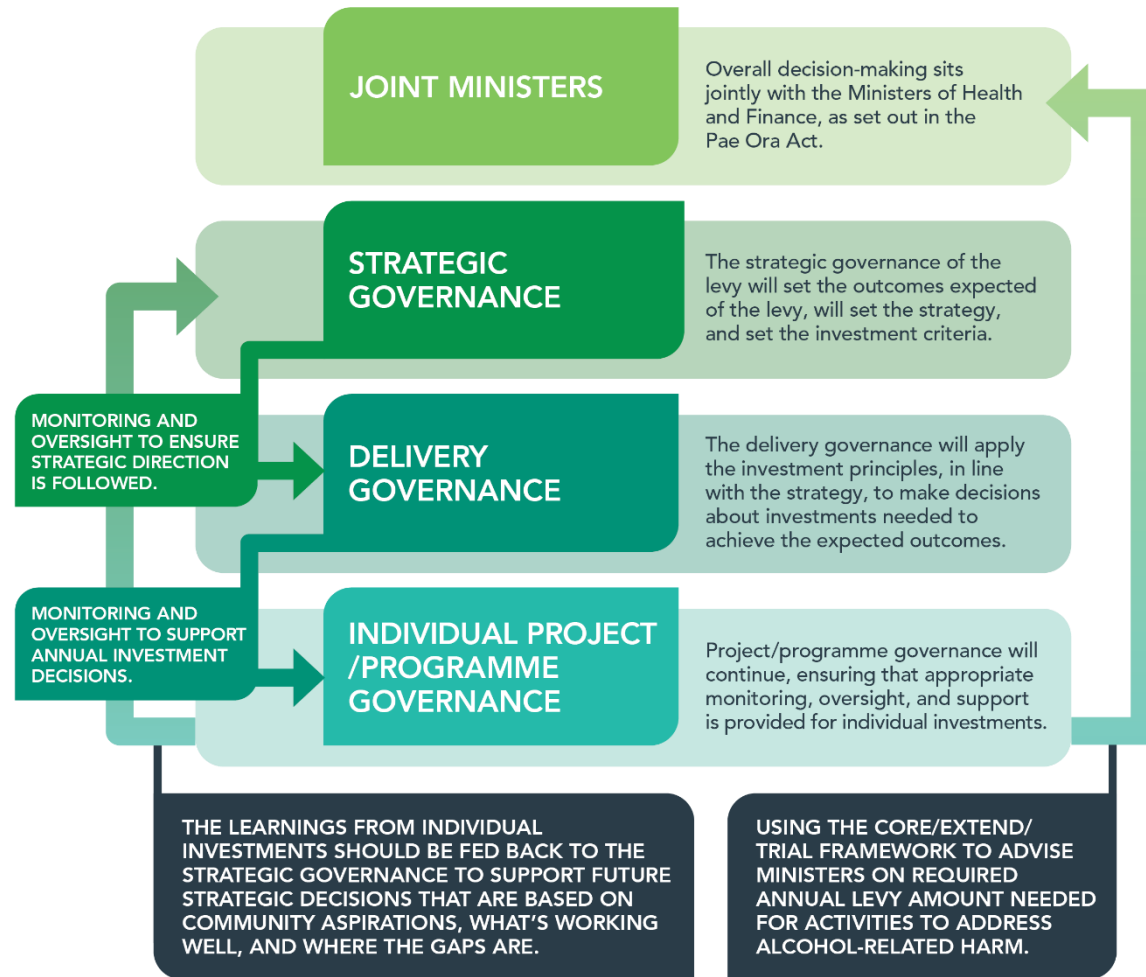 JOINT MINISTERS
Overall decision-making sits
jointly with the Ministers of Health
and Finance, as set out in the
Pae Ora Act.
STRATEGIC
GOVERNANCE
The strategic governance of the
levy will set the outcomes expected
of the levy, will set the strategy,
and set the investment criteria.
MONITORING AND
OVERSIGHT TO ENSURE
STRATEGIC DIRECTION
IS FOLLOWED.
DELIVERY
GOVERNANCE
The delivery governance will apply
the investment principles, in line
with the strategy, to make decisions
about investments needed to
achieve the expected outcomes.
MONITORING AND
OVERSIGHT TO SUPPORT
ANNUAL INVESTMENT
DECISIONS.
INDIVIDUAL PROJECT
/PROGRAMME
GOVERNANCE
Project/programme governance will
continue, ensuring that appropriate
monitoring, oversight, and support
is provided for individual investments.
THE LEARNINGS FROM INDIVIDUAL
INVESTMENTS SHOULD BE FED BACK TO THE
STRATEGIC GOVERNANCE TO SUPPORT FUTURE
STRATEGIC DECISIONS THAT ARE BASED ON
COMMUNITY ASPIRATIONS, WHAT'S WORKING
WELL, AND WHERE THE GAPS ARE.
USING THE CORE/EXTEND/
TRIAL FRAMEWORK TO ADVISE
MINISTERS ON REQUIRED
ANNUAL LEVY AMOUNT NEEDED
FOR ACTIVITIES TO ADDRESS
ALCOHOL-RELATED HARM.